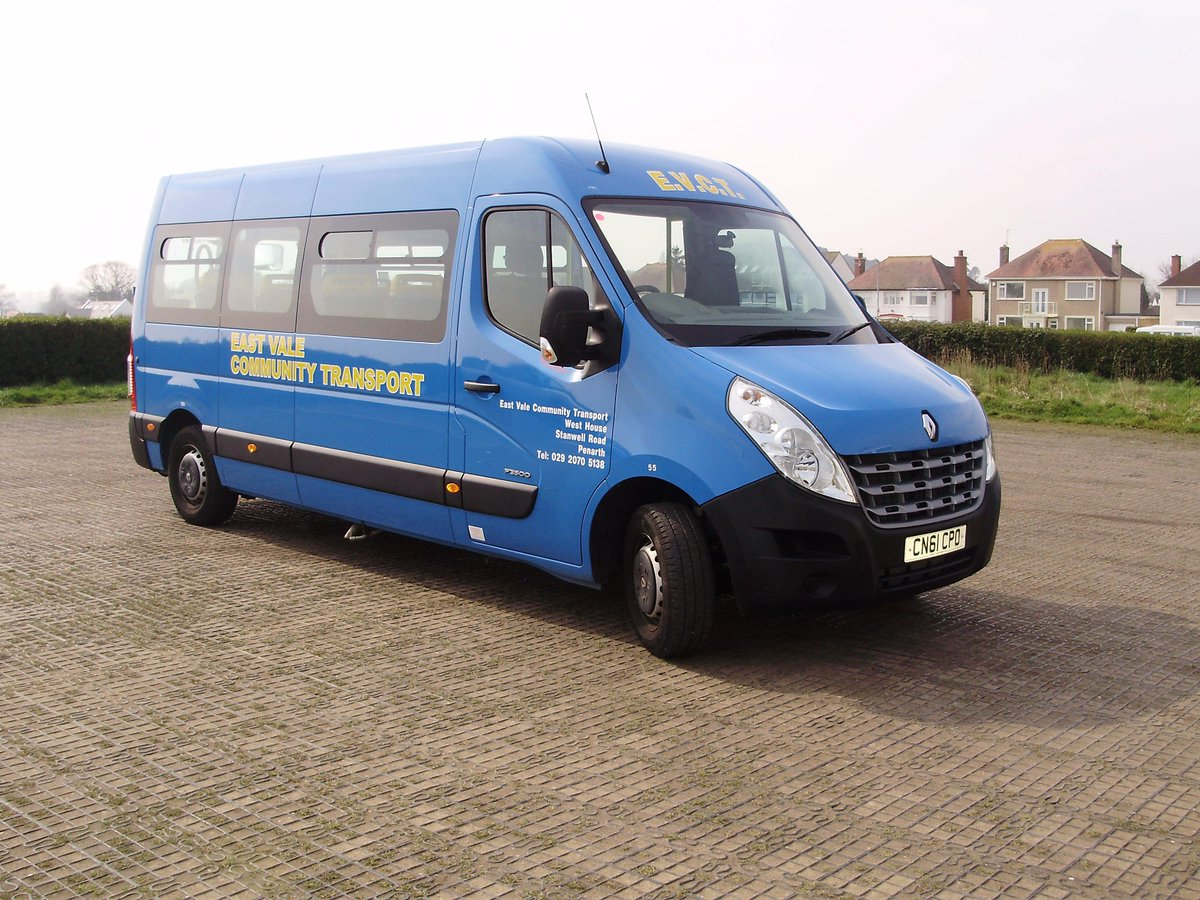 E.V.C.T.
EAST VALE
COMMUNITY TRANSPORT
East Vale Community Transport
West House
Stanwell Road
Penarth
Tel: 029 2070 5138
55
CN61 CPO